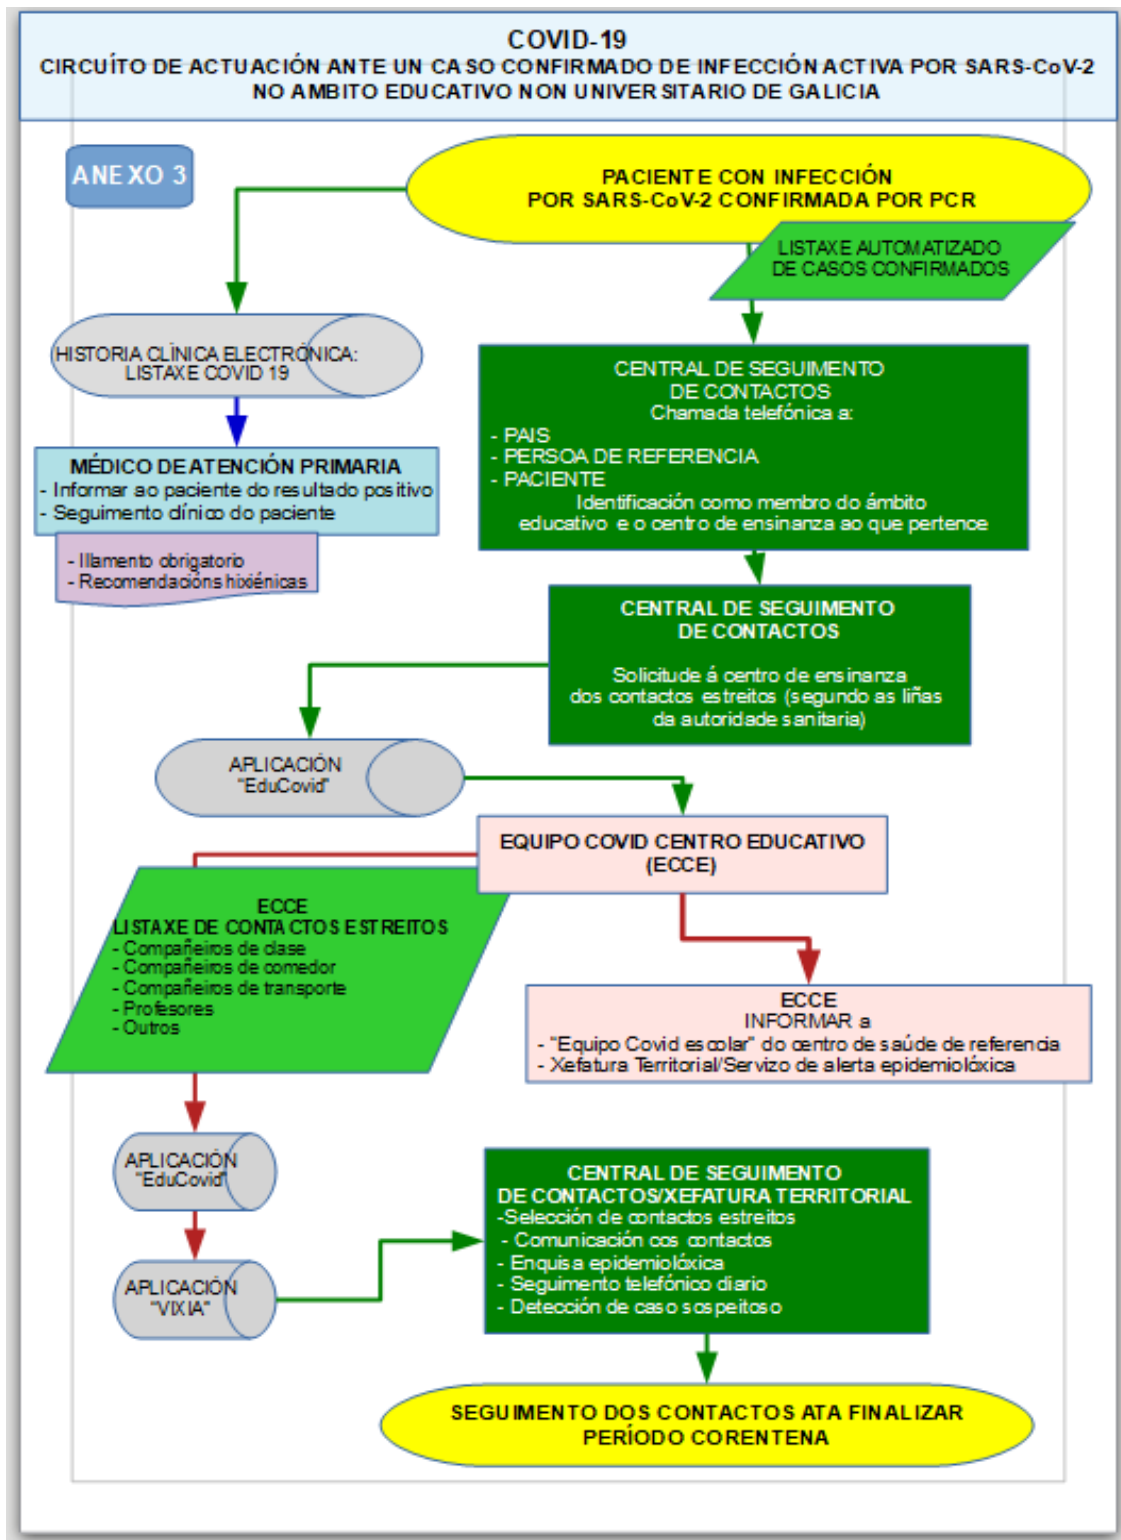 COVID-19
CIRCUÍTO DE ACTUACIÓN ANTE UN CASO CONFIRMADO DE INFECCIÓN ACTIVA POR SARS-CoV-2
NO AMBITO EDUCATIVO NON UNIVERSITARIO DE GALICIA
ANEXO 3
PACIENTE CON INFECCIÓN
POR SARS-CoV-2 CONFIRMADA POR PCR
LISTAXE AUTOMATIZADO
DE CASOS CONFIRMADOS
HISTORIA CLÍNICA ELECTRÓNICA:
LISTAXE COVID 19
CENTRAL DE SEGUIMENTO
DE CONTACTOS
Chamada telefónica a:
- PAIS
- PERSOA DE REFERENCIA
- PACIENTE
Identificación como membro do ámbito
educativo e o centro de ensinanza ao que pertence
MÉDICO DE ATENCIÓN PRIMARIA
- Informar ao paciente do resultado positivo
- Seguimento clínico do paciente
- Illamento obrigatorio
- Recomendacións hixiénicas
CENTRAL DE SEGUIMENTO
DE CONTACTOS
Solicitude á centro de ensinanza
dos contactos estreitos (segundo as liñas
da autoridade sanitaria)
APLICACIÓN
"EduCovid"
EQUIPO COVID CENTRO EDUCATIVO
(ECCE)
ECCE
LISTAXE DE CONTACTOS ESTREITOS
- Compañeiros de clase
- Compañeiros de comedor
- Compañeiros de transporte
- Profesores
- Outros
ECCE
INFORMAR a
- "Equipo Covid escolar" do centro de saúde de referencia
- Xefatura Territorial/Servizo de alerta epidemiolóxica
APLICACIÓN
"EduCovid"
APLICACIÓN
"VIXIA"
CENTRAL DE SEGUIMENTO
DE CONTACTOS/XEFATURA TERRITORIAL
-Selección de contactos estreitos
- Comunicación cos contactos
- Enquisa epidemiolóxica
- Seguimento telefónico diario
- Detección de caso sospeitoso
SEGUIMENTO DOS CONTACTOS ATA FINALIZAR
PERÍODO CORENTENA